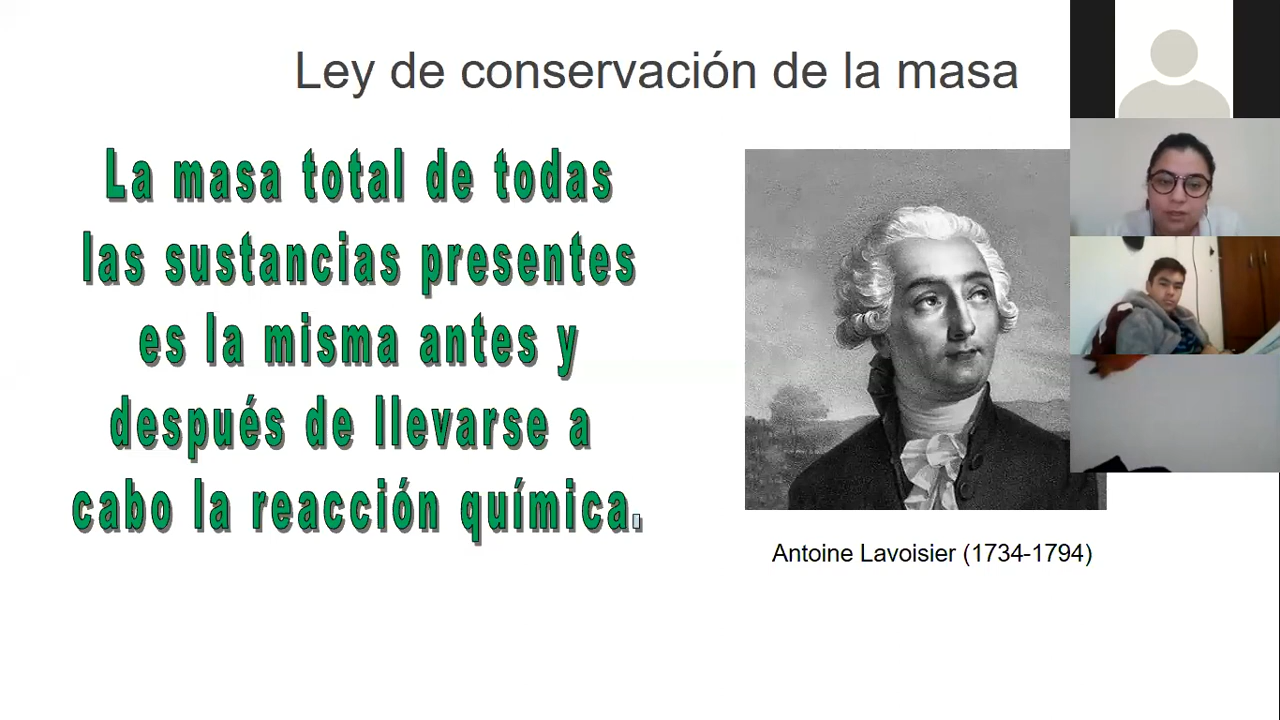 Ley de conservación de la masa
La masa total de todas
las sustancias presentes
es la misma antes y
después de llevarse a
cabo la reacción química.
Antoine Lavoisier (1734-1794)